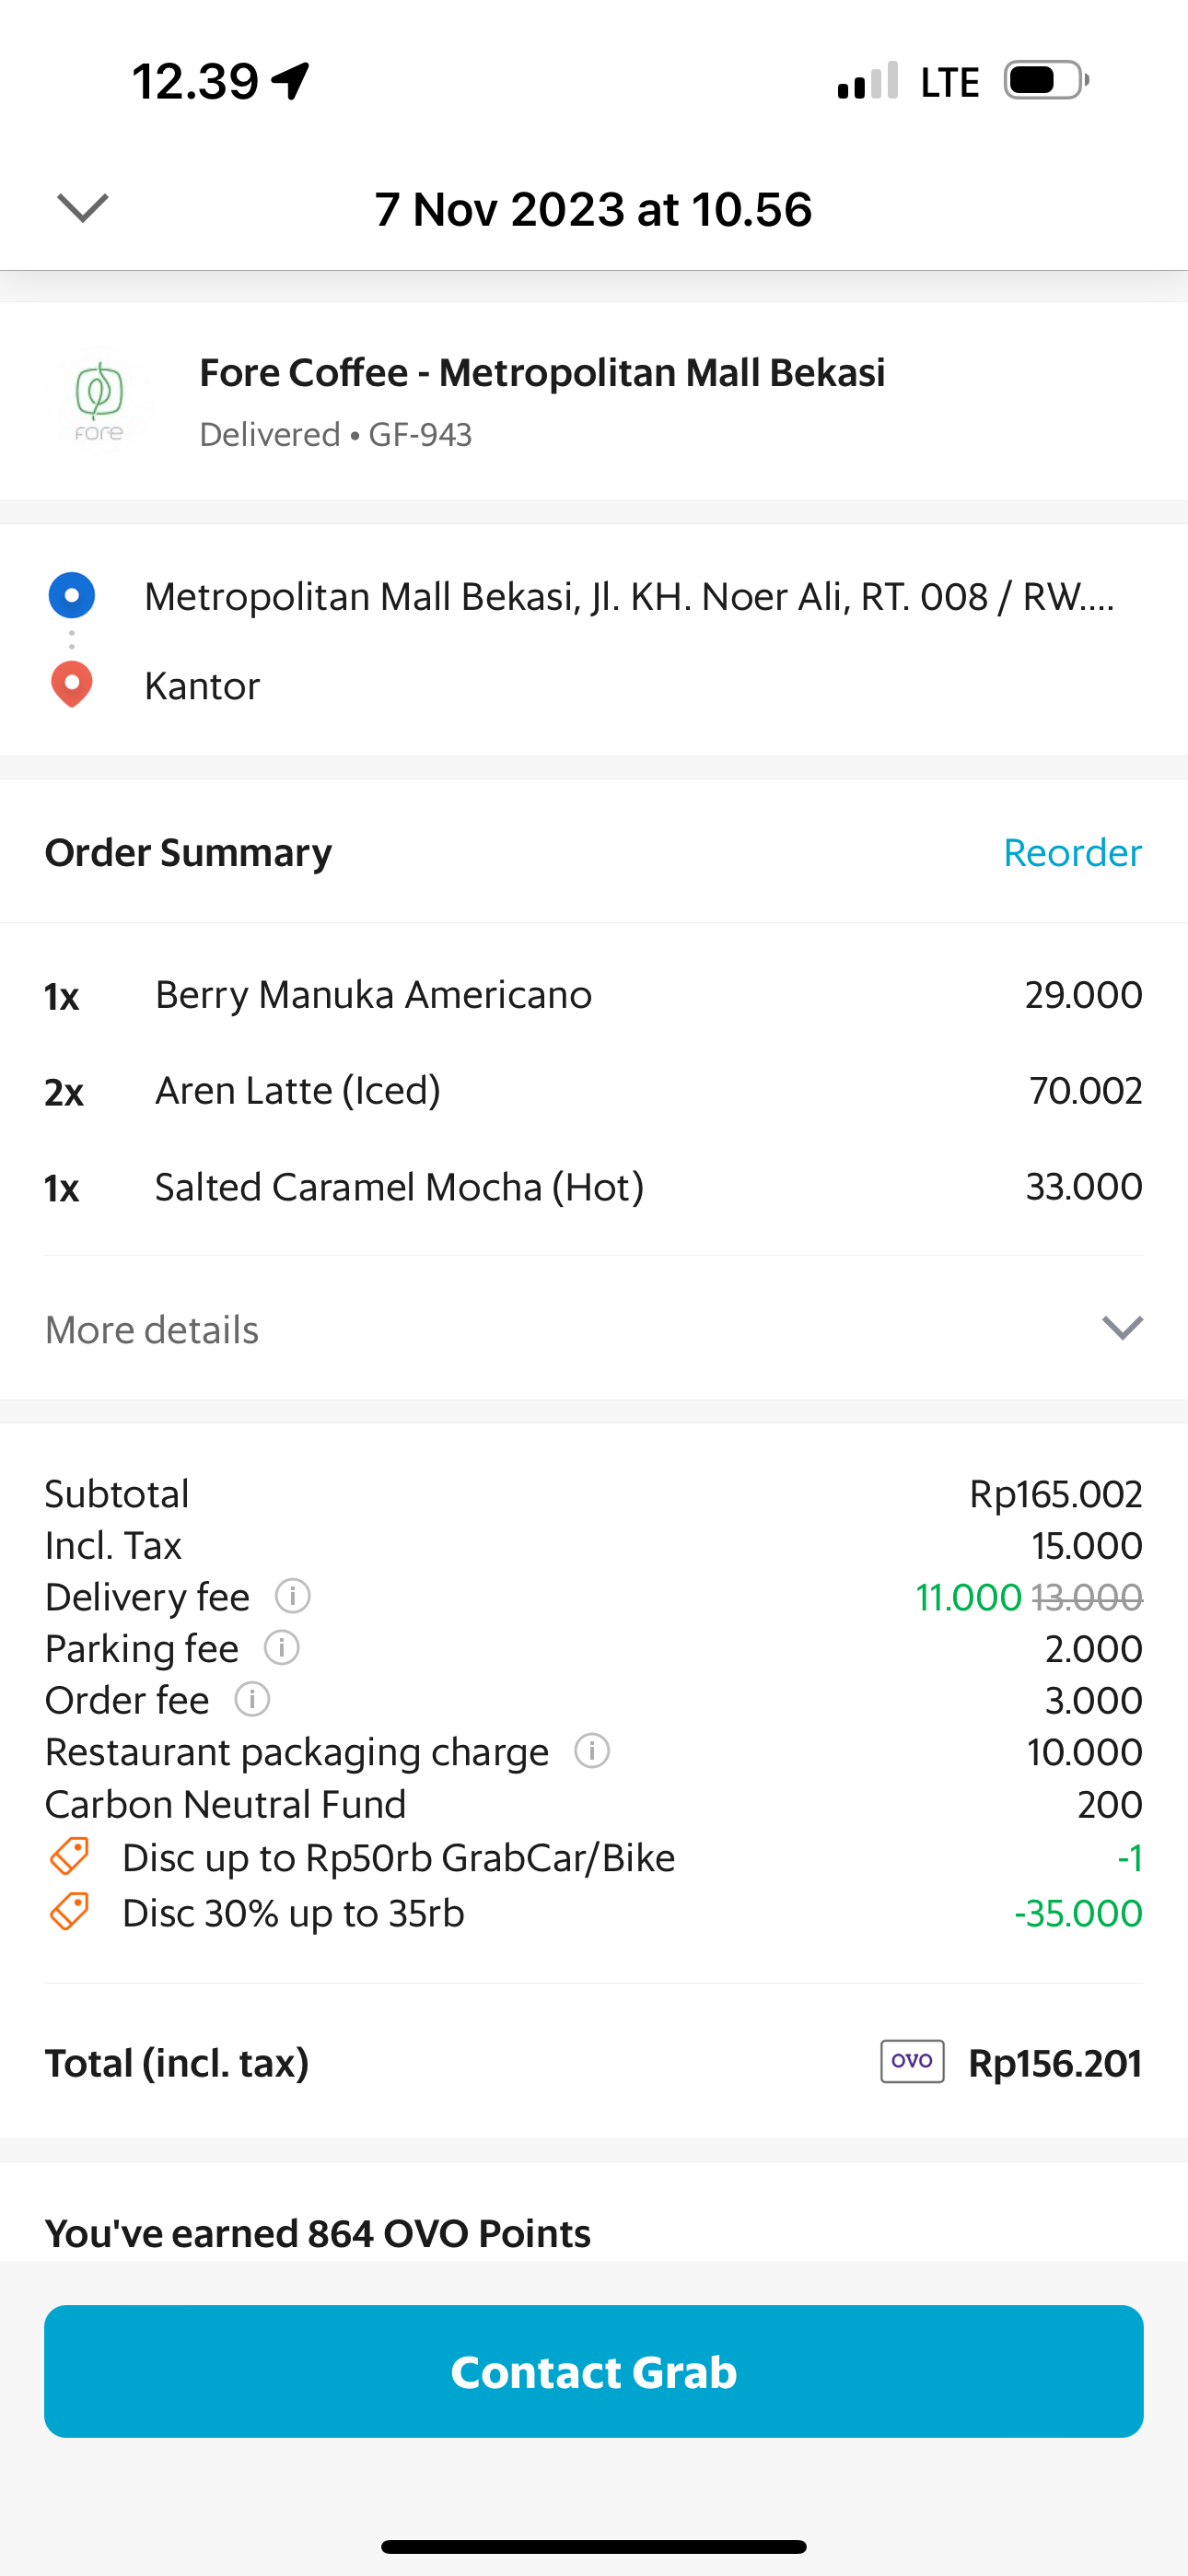 12.39 LTE
7 Nov 2023 at 10.56
FORE
Fore Coffee - Metropolitan Mall Bekasi
Delivered • GF-943
Metropolitan Mall Bekasi, Jl. KH. Noer Ali, RT. 008 / RW....
Kantor
Order Summary Reorder
1x Berry Manuka Americano 29.000
2x Aren Latte (Iced) 70.002
1x Salted Caramel Mocha (Hot) 33.000
More details
Subtotal Rp165.002
Incl. Tax 15.000
Delivery fee 11.000 13.000
Parking fee 2.000
Order fee 3.000
Restaurant packaging charge 10.000
Carbon Neutral Fund 200
Disc up to Rp50rb GrabCar/Bike -1
Disc 30% up to 35rb -35.000
Total (incl. tax) OVO Rp156.201
You've earned 864 OVO Points
Contact Grab